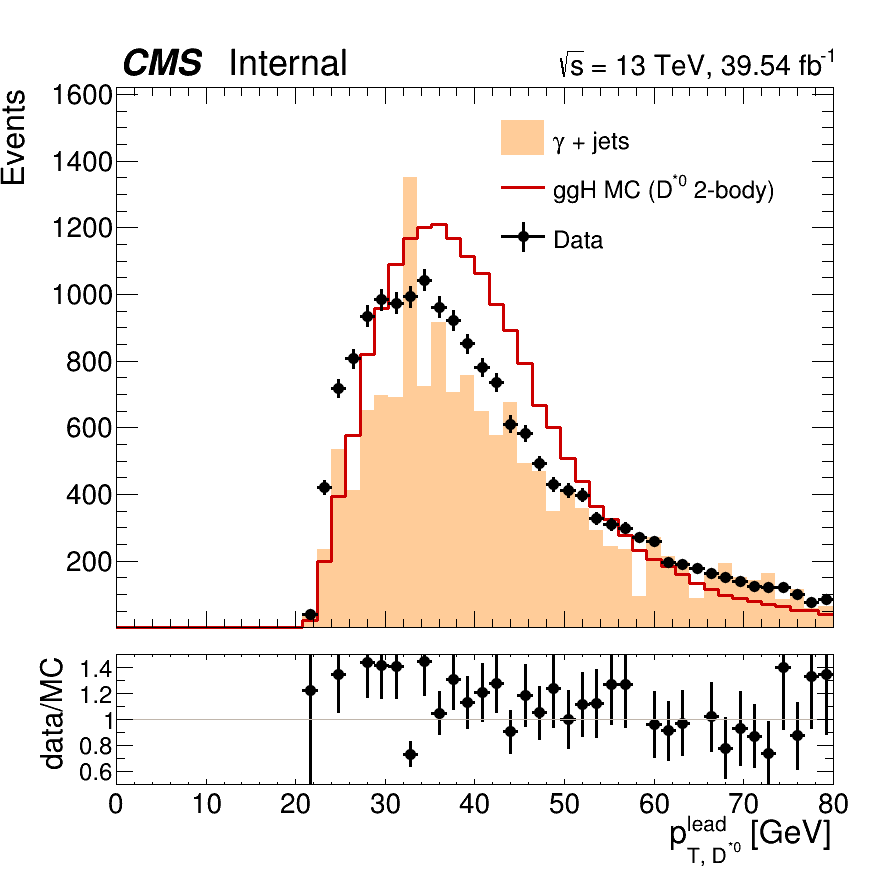 CMS Internal
√s = 13 TeV, 39.54 fb⁻¹
Events
1600
1400
1200
1000
800
600
400
200
γ + jets
ggH MC (D*⁰ 2-body)
Data
data/MC
1.4
1.2
1
0.8
0.6
0 10 20 30 40 50 60 70 80
p_{T, D*⁰}^{lead} [GeV]